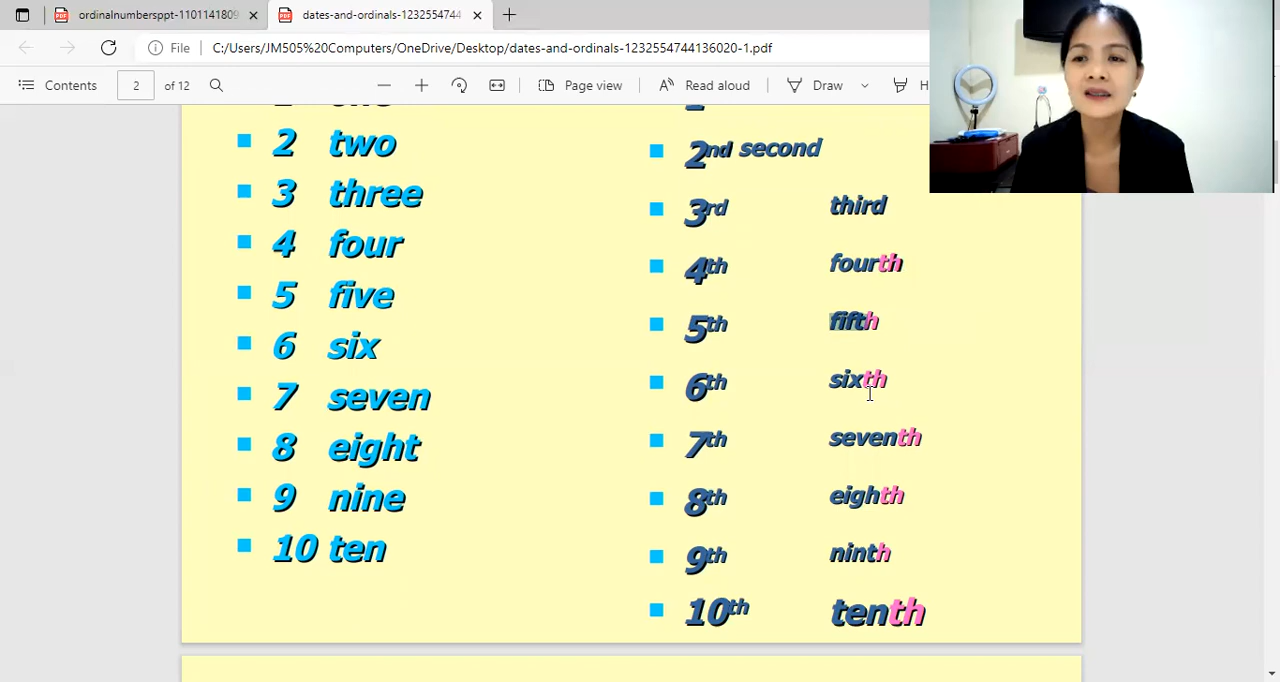 ordinalnumbersppt-1101141809
dates-and-ordinals-1232554744
File
C:/Users/JM505%20Computers/OneDrive/Desktop/dates-and-ordinals-1232554744136020-1.pdf
Contents
2
of 12
Page view
Read aloud
Draw
H
2 two
3 three
4 four
5 five
6 six
7 seven
8 eight
9 nine
10 ten
2nd second
3rd third
4th fourth
5th fifth
6th sixth
7th seventh
8th eighth
9th ninth
10th tenth